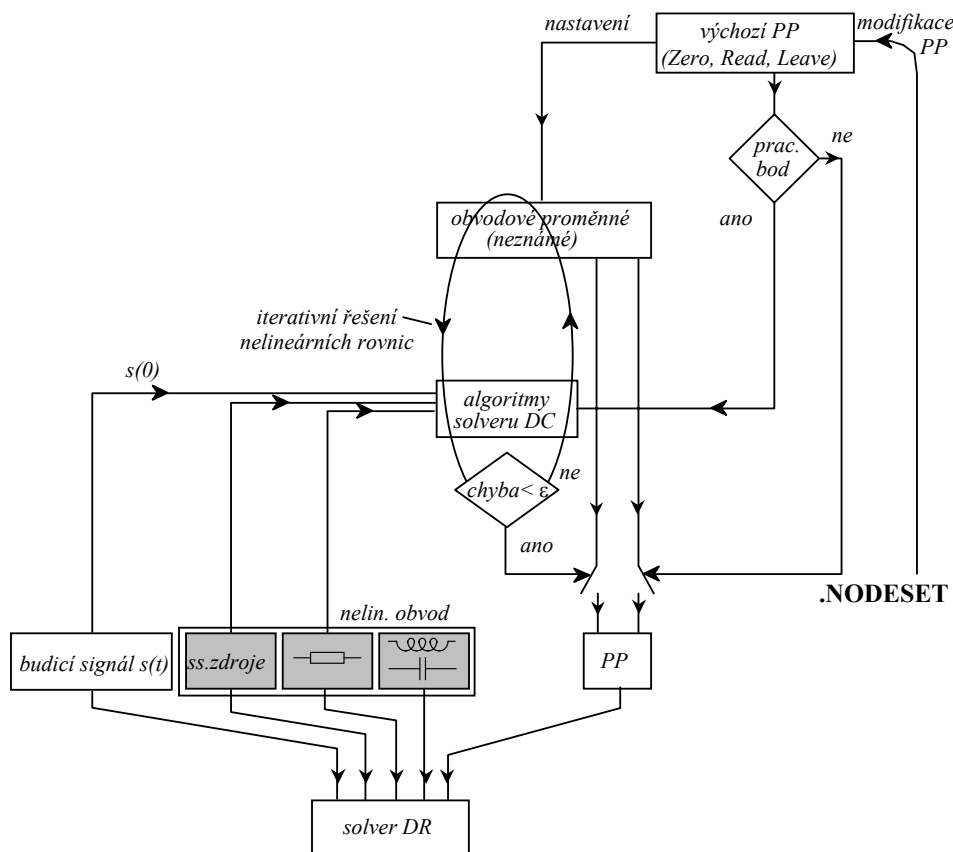 nastavení
výchozí PP
(Zero, Read, Leave)
modifikace
PP
prac.
bod
ne
ano
obvodové proměnné
(neznámé)
iterativní řešení
nelineárních rovnic
s(0)
algoritmy
solveru DC
chyba< ε
ne
ano
.NODESET
nelin. obvod
budicí signál s(t)
ss.zdroje
PP
solver DR